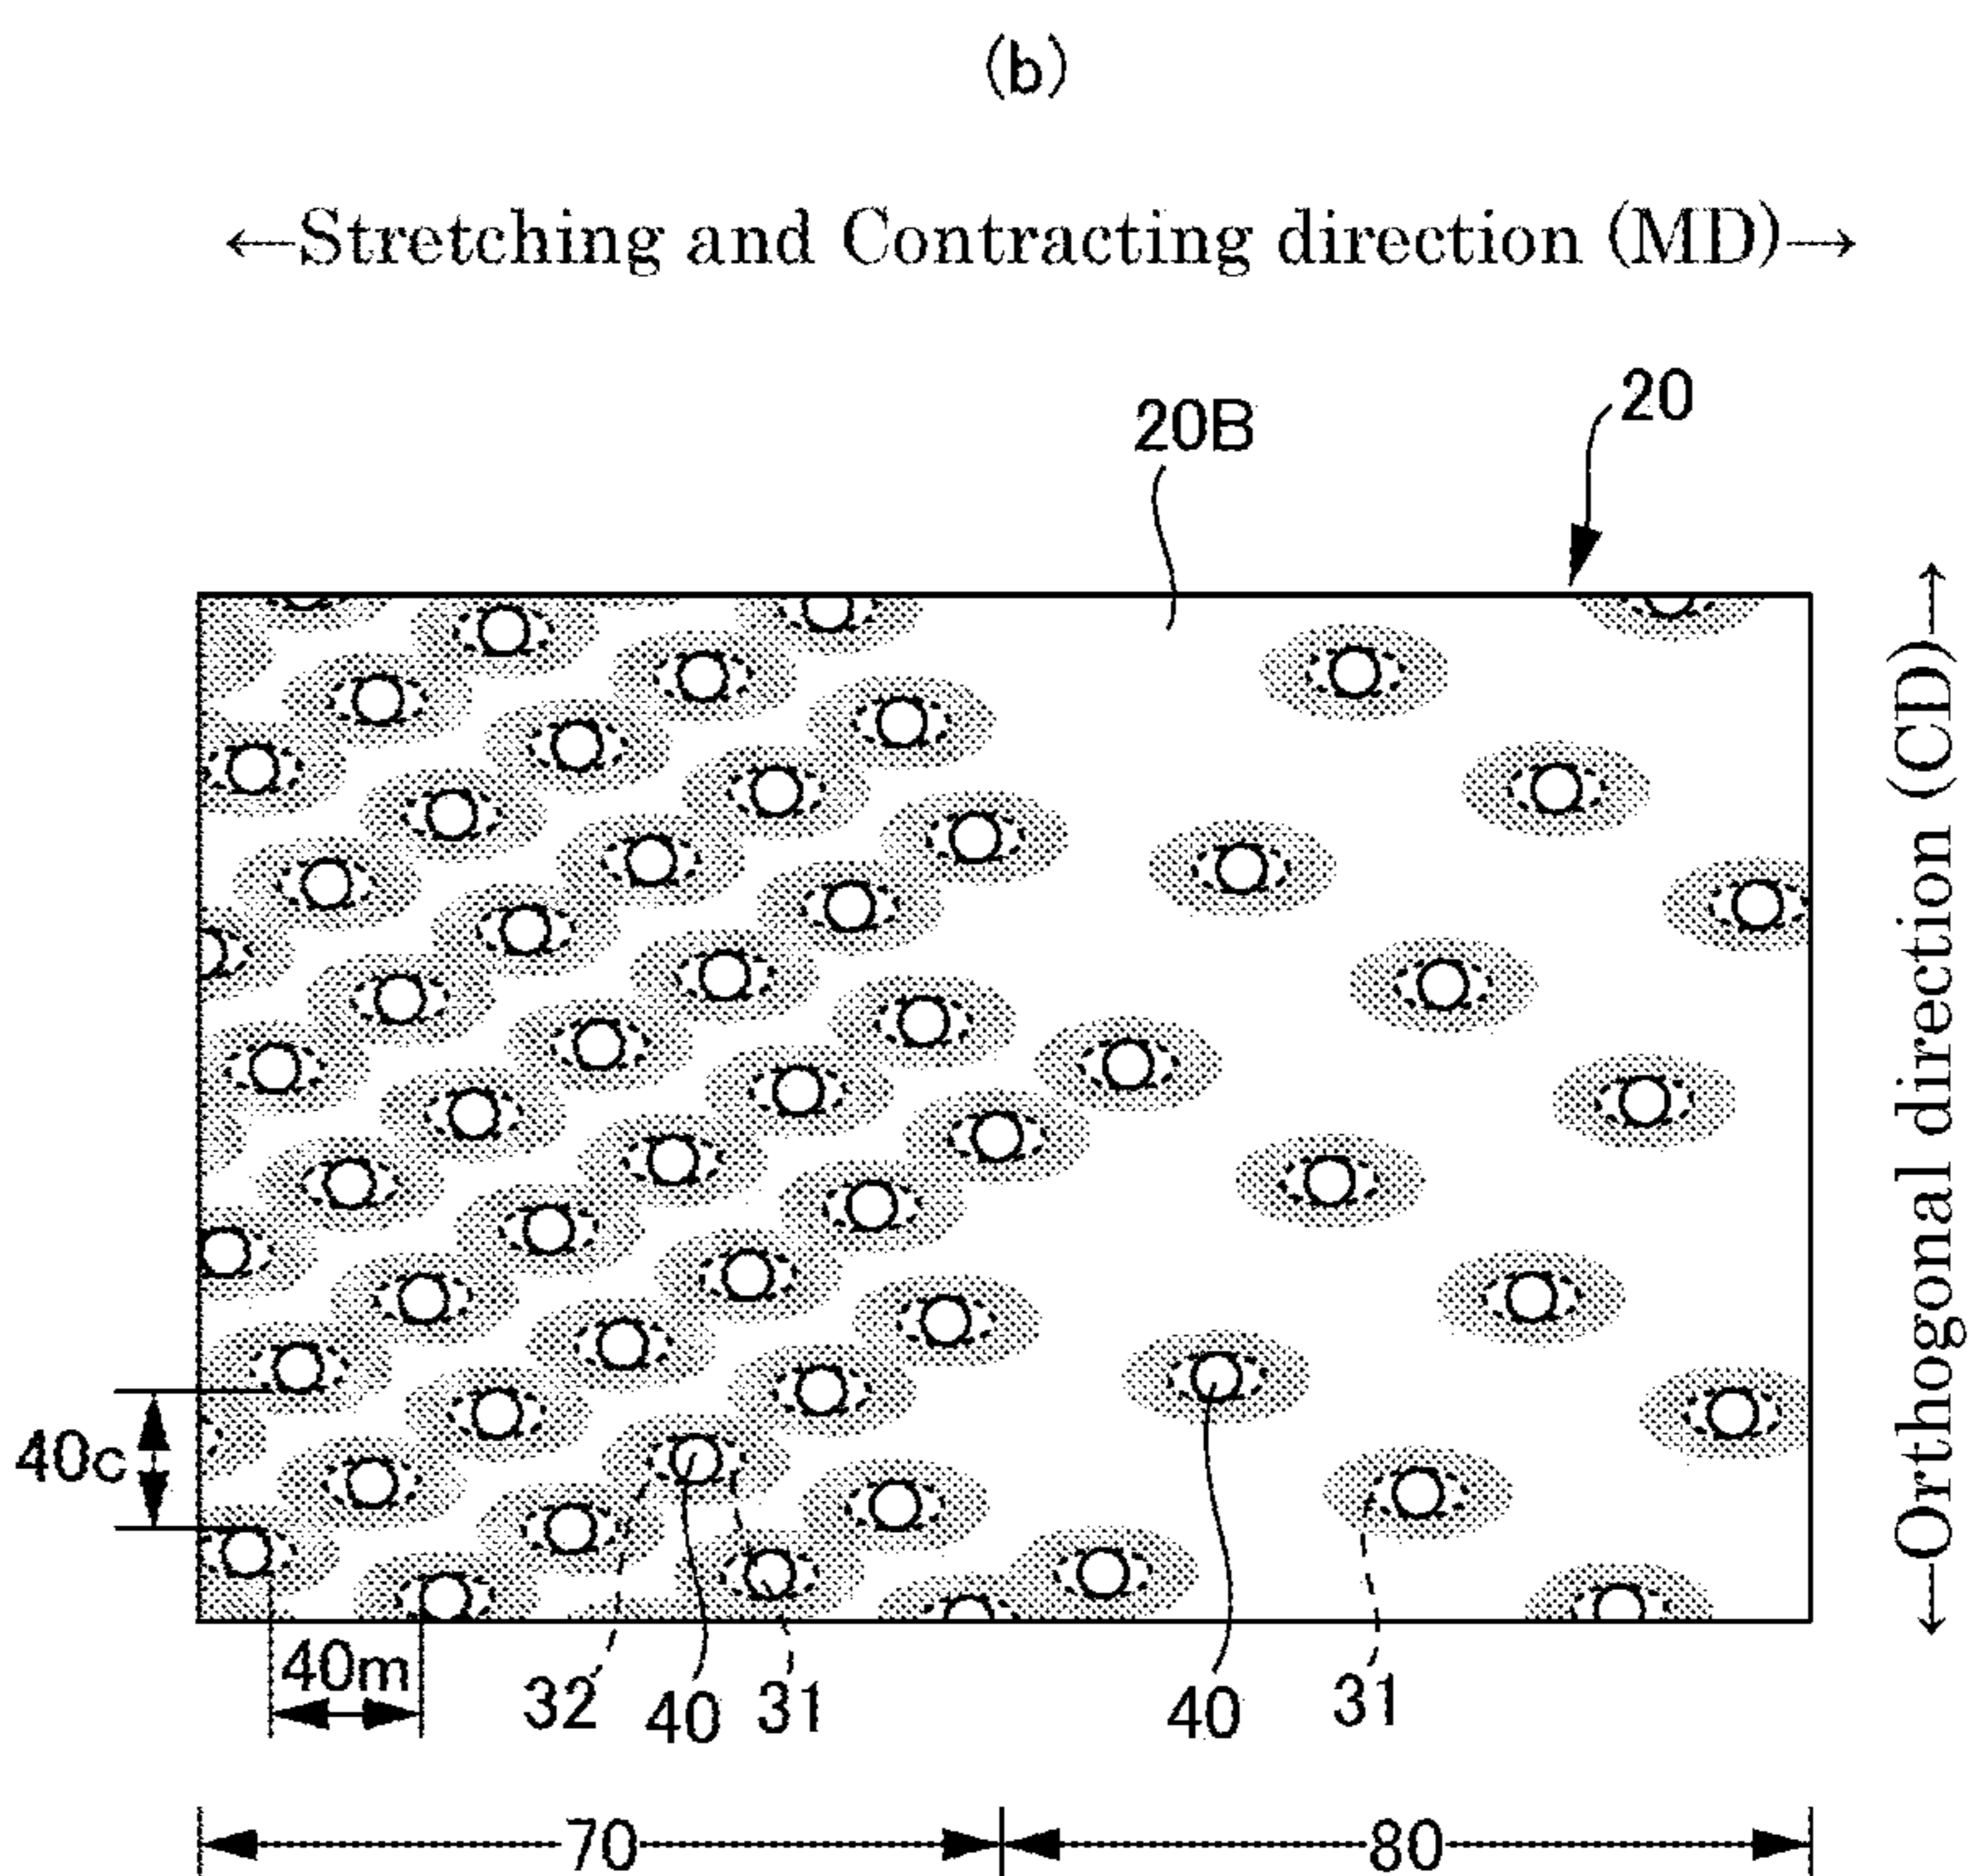 (b)
←Stretching and Contracting direction (MD)→
20
20B
←Orthogonal direction (CD)→
40c
40m
32
40
31
40
31
70
80